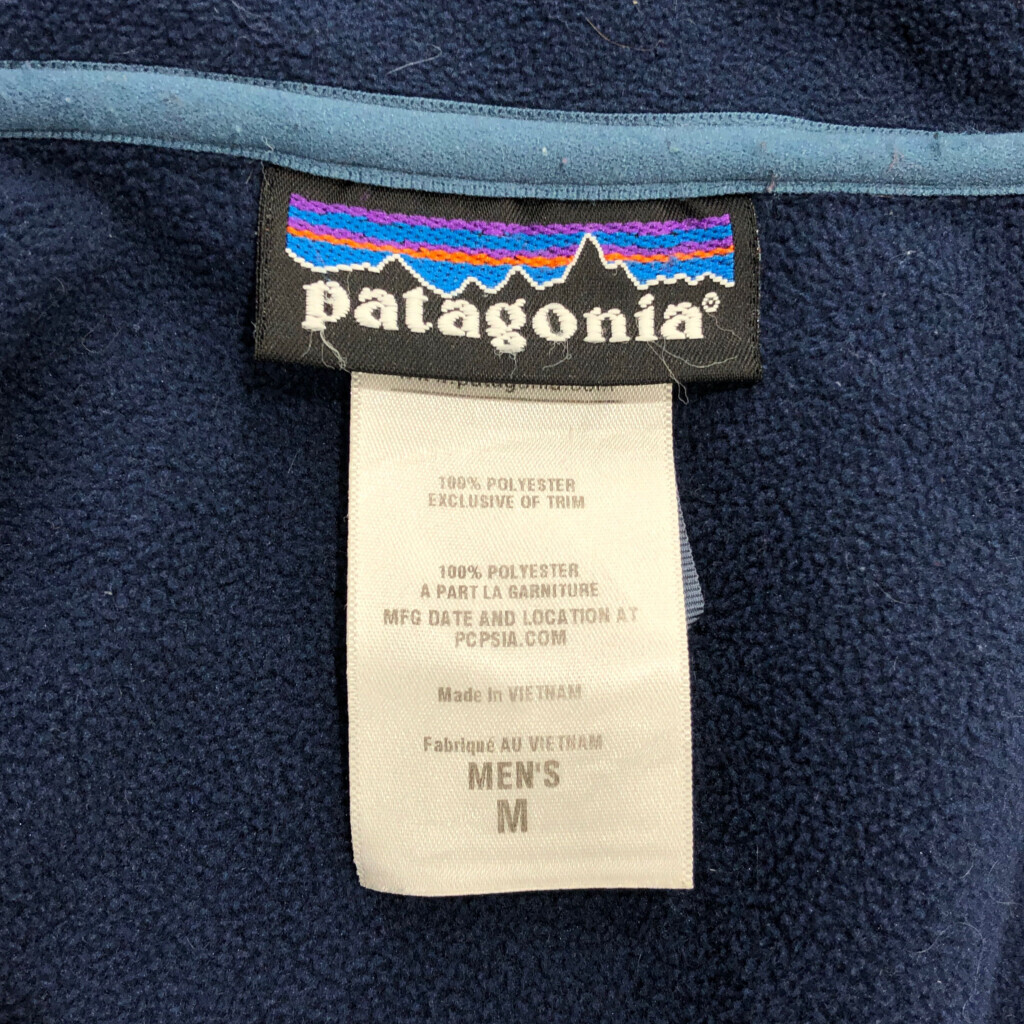 patagonia®
100% POLYESTER
EXCLUSIVE OF TRIM
100% POLYESTER
A PART LA GARNITURE
MFG DATE AND LOCATION AT
PCPSIA.COM
Made In VIETNAM
Fabriqué AU VIETNAM
MEN'S
M